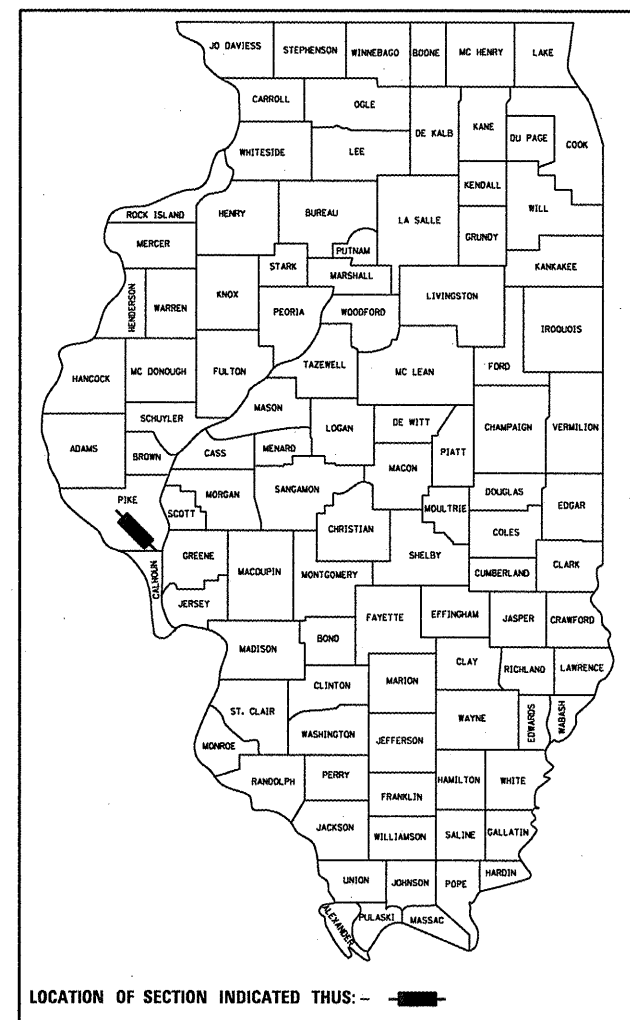 JO DAVIESS
STEPHENSON
WINNEBAGO
BOONE
MC HENRY
LAKE
CARROLL
OGLE
DE KALB
KANE
DU PAGE
COOK
WHITESIDE
LEE
KENDALL
WILL
ROCK ISLAND
HENRY
BUREAU
LA SALLE
GRUNDY
MERCER
PUTNAM
STARK
MARSHALL
KANKAKEE
HENDERSON
WARREN
KNOX
PEORIA
WOODFORD
LIVINGSTON
IROQUOIS
HANCOCK
MC DONOUGH
FULTON
TAZEWELL
MC LEAN
FORD
SCHUYLER
MASON
LOGAN
DE WITT
CHAMPAIGN
VERMILION
ADAMS
BROWN
CASS
MENARD
MACON
PIATT
PIKE
SCOTT
MORGAN
SANGAMON
CHRISTIAN
MOULTRIE
DOUGLAS
EDGAR
COLES
CALHOUN
GREENE
MACOUPIN
MONTGOMERY
SHELBY
CUMBERLAND
CLARK
JERSEY
FAYETTE
EFFINGHAM
JASPER
CRAWFORD
MADISON
BOND
CLAY
RICHLAND
LAWRENCE
CLINTON
MARION
ST. CLAIR
WAYNE
EDWARDS
WABASH
MONROE
WASHINGTON
JEFFERSON
RANDOLPH
PERRY
FRANKLIN
HAMILTON
WHITE
JACKSON
WILLIAMSON
SALINE
GALLATIN
UNION
JOHNSON
POPE
HARDIN
ALEXANDER
PULASKI
MASSAC
LOCATION OF SECTION INDICATED THUS: -